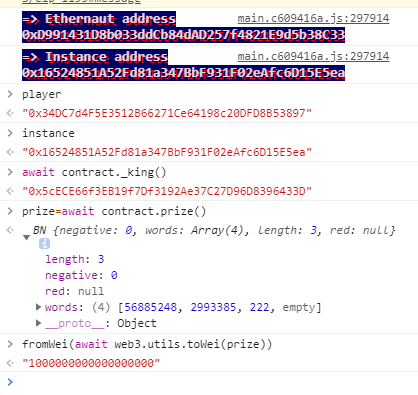 => Ethernaut address main.c609416a.js:297914
0xD991431D8b033ddCb84dAD257f4821E9d5b38C33
=> Instance address main.c609416a.js:297914
0x16524851A52Fd81a347BbF931F02eAfc6D15E5ea
> player
"0x34DC7d4F5E3512B66271Ce64198c20DFD8B53897"
> instance
"0x16524851A52Fd81a347BbF931F02eAfc6D15E5ea"
> await contract._king()
"0x5cECE66f3EB19f7Df3192Ae37C27D96D8396433D"
> prize=await contract.prize()
BN {negative: 0, words: Array(4), length: 3, red: null}
i
length: 3
negative: 0
red: null
words: (4) [56885248, 2993385, 222, empty]
__proto__: Object
> fromWei(await web3.utils.toWei(prize))
"1000000000000000000"
>